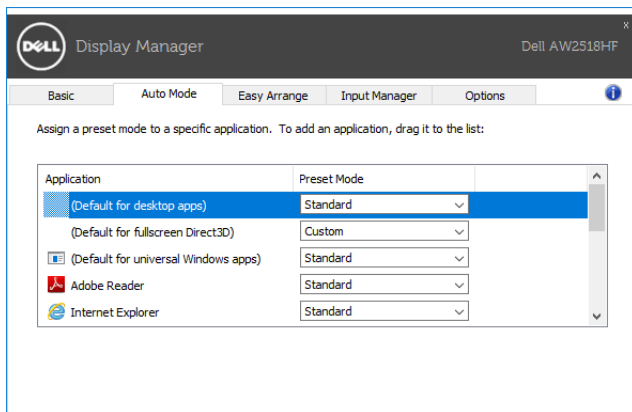 DELL Display Manager Dell AW2518HF
x
Basic Auto Mode Easy Arrange Input Manager Options i
Assign a preset mode to a specific application. To add an application, drag it to the list:
Application Preset Mode
(Default for desktop apps) Standard
(Default for fullscreen Direct3D) Custom
(Default for universal Windows apps) Standard
Adobe Reader Standard
Internet Explorer Standard